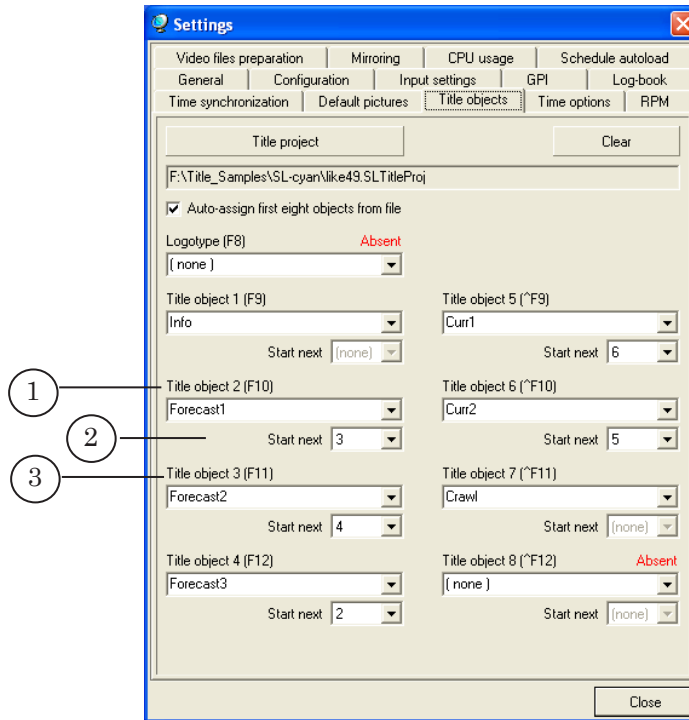 Settings
Video files preparation Mirroring CPU usage Schedule autoload
General Configuration Input settings GPI Log-book
Time synchronization Default pictures Title objects Time options RPM
Title project Clear
F:\Title_Samples\SL-cyan\like49.SLTitleProj
Auto-assign first eight objects from file
Logotype (F8) Absent
( none )
Title object 1 (F9) Title object 5 (^F9)
Info Curr1
Start next (none) Start next 6
1 Title object 2 (F10) Title object 6 (^F10)
Forecast1 Curr2
2 Start next 3 Start next 5
3 Title object 3 (F11) Title object 7 (^F11)
Forecast2 Crawl
Start next 4 Start next (none)
Title object 4 (F12) Title object 8 (^F12) Absent
Forecast3 ( none )
Start next 2 Start next (none)
Close